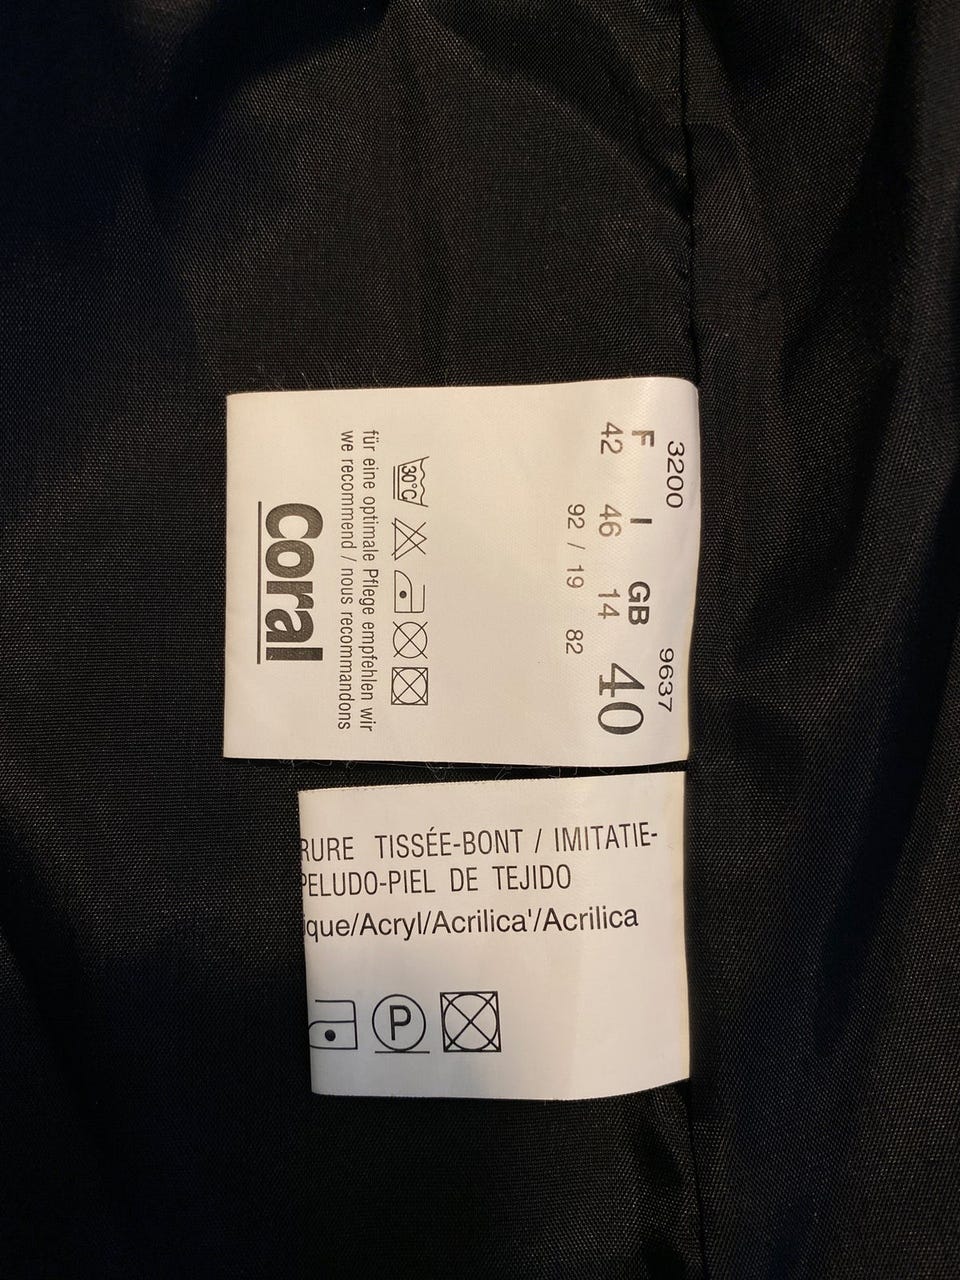 3200 9637
F I GB 40
42 46 14
92 / 19 82
30°C
für eine optimale Pflege empfehlen wir
we recommend / nous recommandons
Coral
RURE TISSÉE-BONT / IMITATIE-
PELUDO-PIEL DE TEJIDO
ique/Acryl/Acrilica'/Acrilica
P